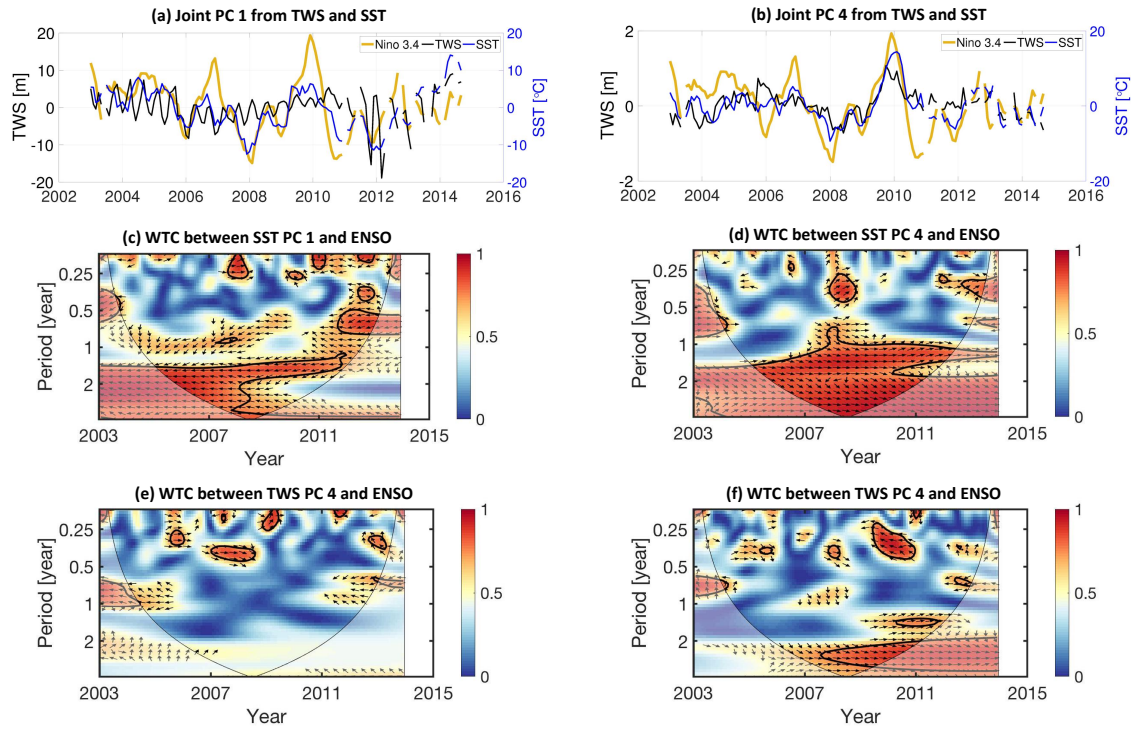 (a) Joint PC 1 from TWS and SST
20
10
0
-10
-20
TWS [m]
Nino 3.4 TWS SST
20
10
0
-10
-20
SST [°C]
2002 2004 2006 2008 2010 2012 2014 2016
(b) Joint PC 4 from TWS and SST
2
0
-2
TWS [m]
Nino 3.4 TWS SST
20
10
0
-10
-20
SST [°C]
2002 2004 2006 2008 2010 2012 2014 2016
(c) WTC between SST PC 1 and ENSO
0.25
0.5
1
2
Period [year]
2003 2007 2011 2015
Year
1
0.5
0
(d) WTC between SST PC 4 and ENSO
0.25
0.5
1
2
Period [year]
2003 2007 2011 2015
Year
1
0.5
0
(e) WTC between TWS PC 4 and ENSO
0.25
0.5
1
2
Period [year]
2003 2007 2011 2015
Year
1
0.5
0
(f) WTC between TWS PC 4 and ENSO
0.25
0.5
1
2
Period [year]
2003 2007 2011 2015
Year
1
0.5
0